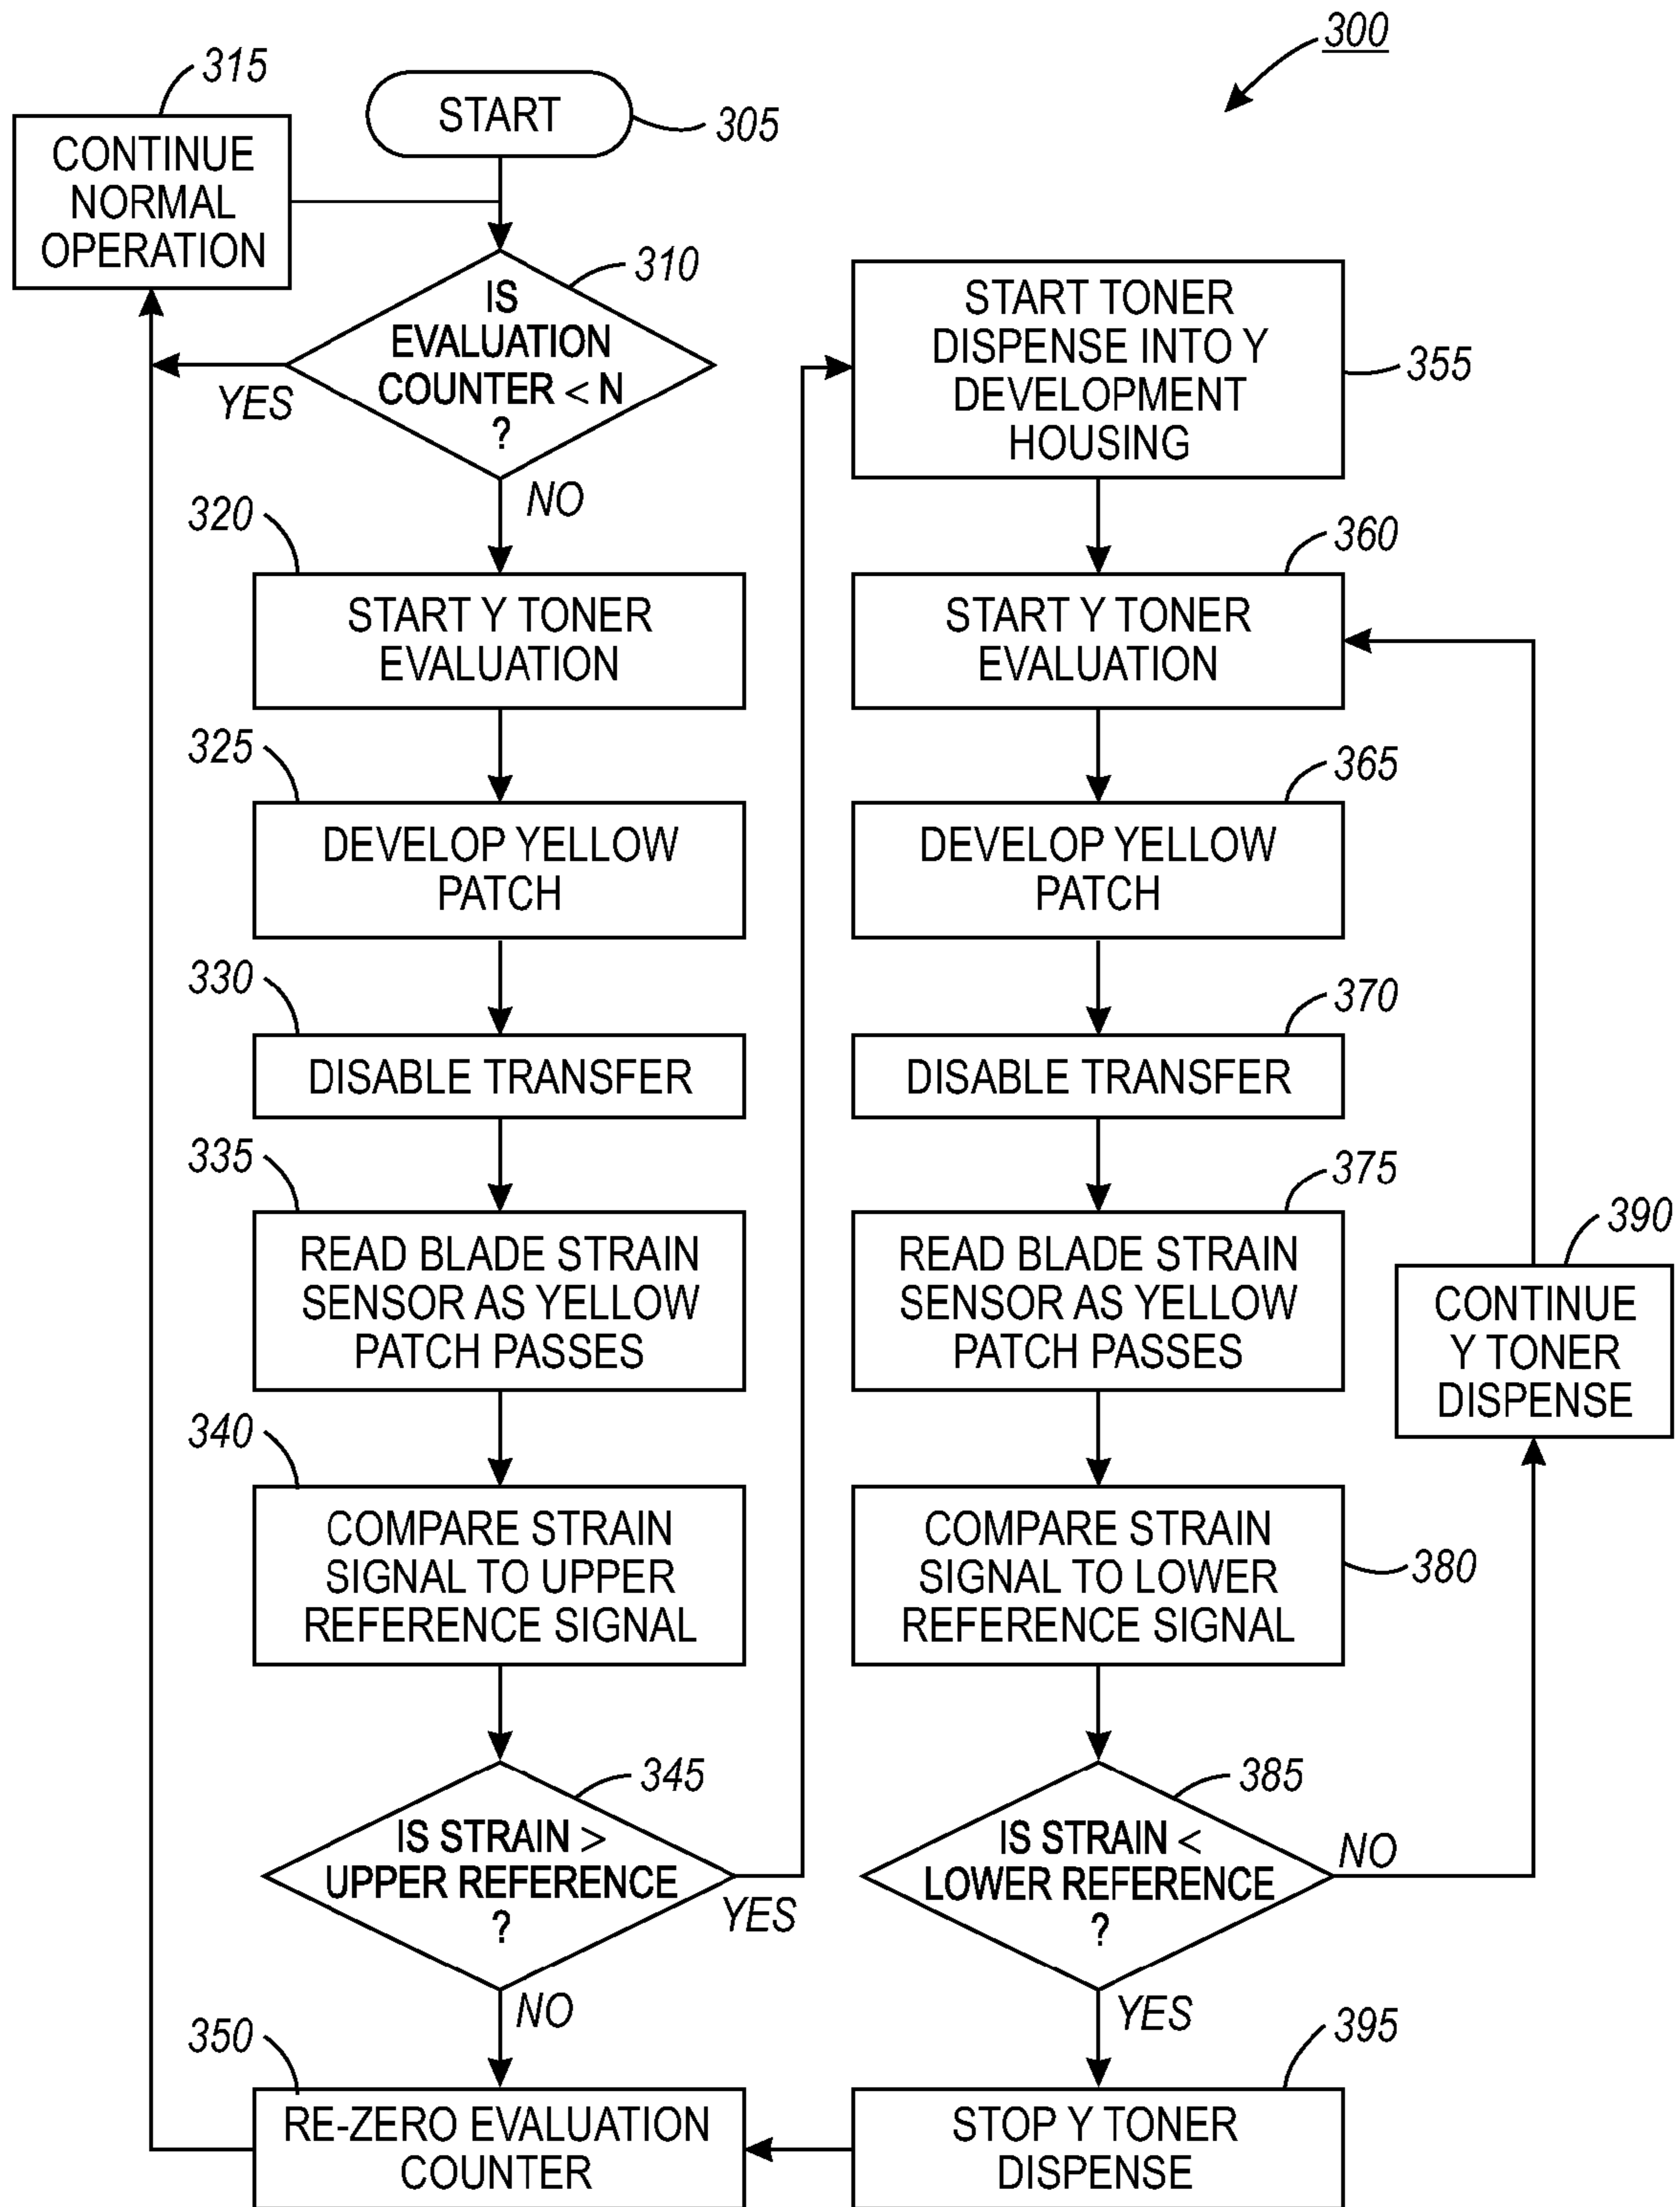 300
315
START
305
CONTINUE
NORMAL
OPERATION
310
IS
EVALUATION
COUNTER < N
?
YES
NO
320
START Y TONER
EVALUATION
325
DEVELOP YELLOW
PATCH
330
DISABLE TRANSFER
335
READ BLADE STRAIN
SENSOR AS YELLOW
PATCH PASSES
340
COMPARE STRAIN
SIGNAL TO UPPER
REFERENCE SIGNAL
345
IS STRAIN >
UPPER REFERENCE
?
YES
NO
350
RE-ZERO EVALUATION
COUNTER
START TONER
DISPENSE INTO Y
DEVELOPMENT
HOUSING
355
360
START Y TONER
EVALUATION
365
DEVELOP YELLOW
PATCH
370
DISABLE TRANSFER
375
READ BLADE STRAIN
SENSOR AS YELLOW
PATCH PASSES
COMPARE STRAIN
SIGNAL TO LOWER
REFERENCE SIGNAL
380
385
IS STRAIN <
LOWER REFERENCE
?
NO
YES
390
CONTINUE
Y TONER
DISPENSE
395
STOP Y TONER
DISPENSE